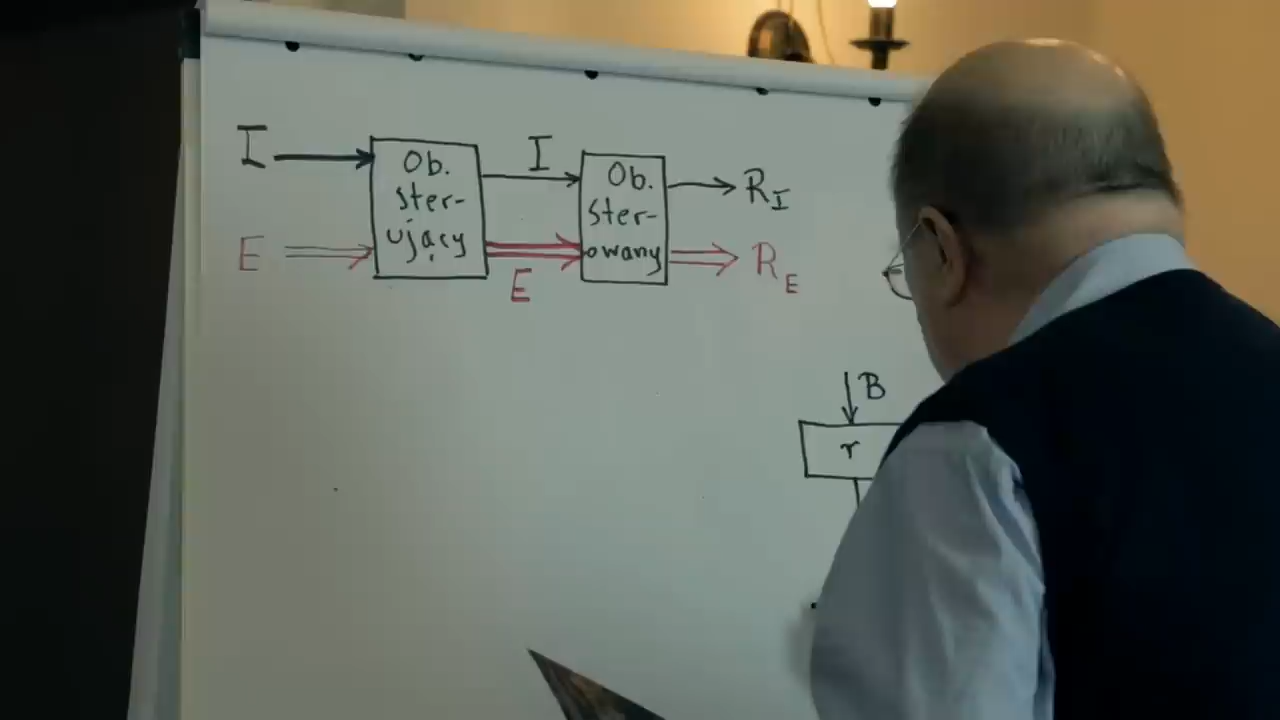 I
Ob.
ster-
ujący
I
Ob.
ster-
owany
R_I
E
E
R_E
B
r